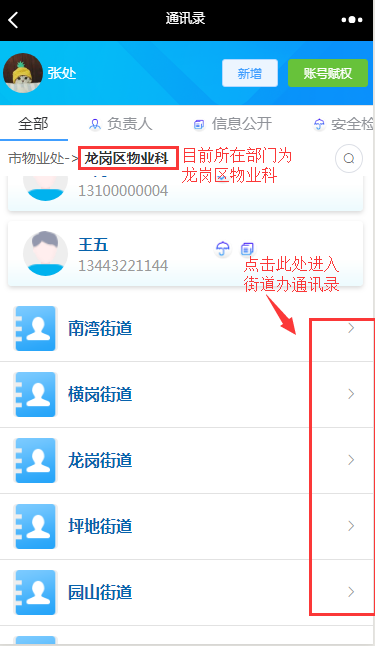 通讯录
张处
新增
账号赋权
全部
负责人
信息公开
安全检
市物业处->龙岗区物业科
目前所在部门为
龙岗区物业科
13100000004
王五
13443221144
点击此处进入
街道办通讯录
南湾街道
横岗街道
龙岗街道
坪地街道
园山街道